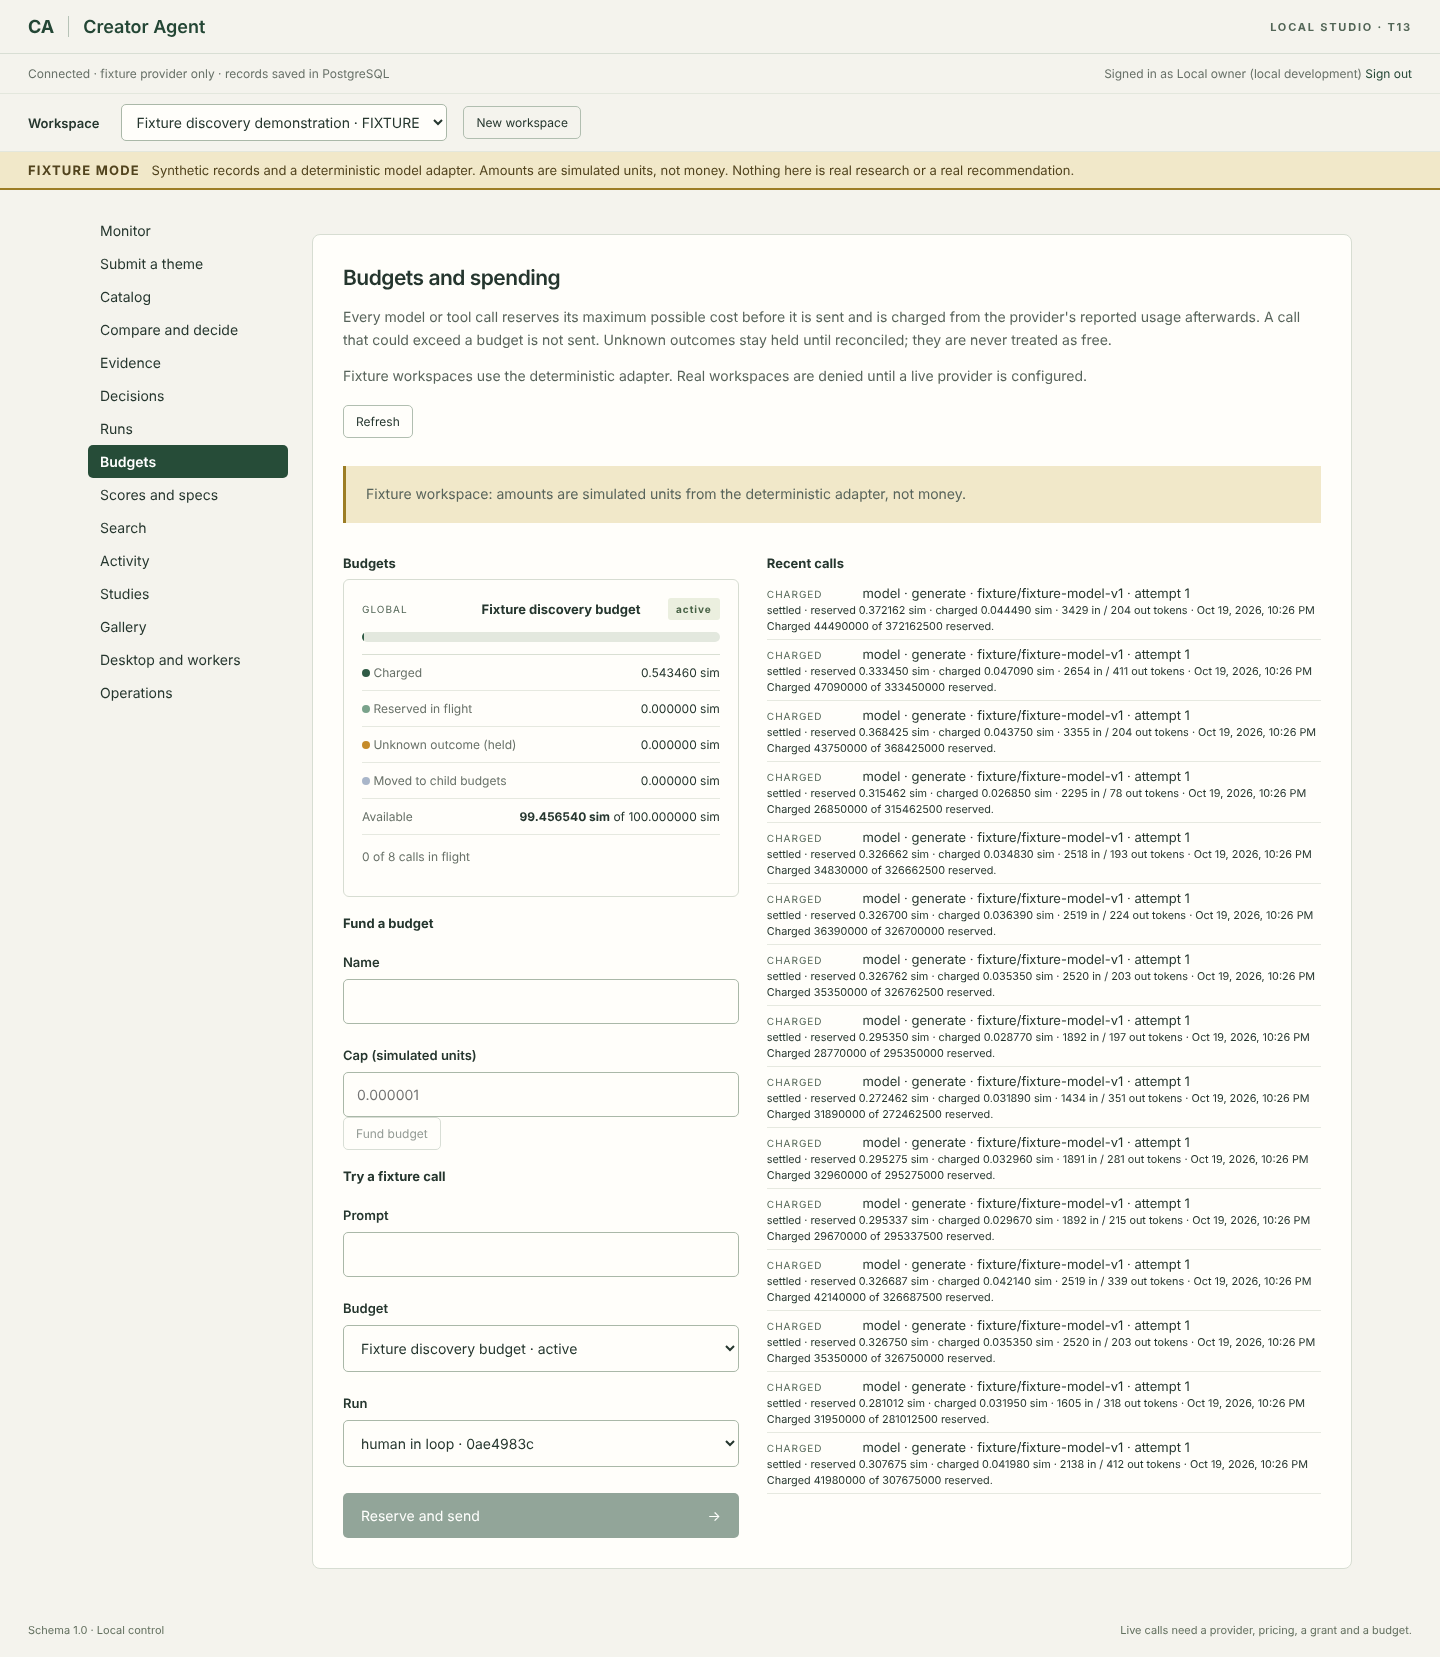 CA Creator Agent
LOCAL STUDIO · T13
Connected · fixture provider only · records saved in PostgreSQL
Signed in as Local owner (local development) Sign out
Workspace
Fixture discovery demonstration · FIXTURE
New workspace
FIXTURE MODE Synthetic records and a deterministic model adapter. Amounts are simulated units, not money. Nothing here is real research or a real recommendation.
Monitor
Submit a theme
Catalog
Compare and decide
Evidence
Decisions
Runs
Budgets
Scores and specs
Search
Activity
Studies
Gallery
Desktop and workers
Operations
Budgets and spending
Every model or tool call reserves its maximum possible cost before it is sent and is charged from the provider's reported usage afterwards. A call
that could exceed a budget is not sent. Unknown outcomes stay held until reconciled; they are never treated as free.
Fixture workspaces use the deterministic adapter. Real workspaces are denied until a live provider is configured.
Refresh
Fixture workspace: amounts are simulated units from the deterministic adapter, not money.
Budgets
GLOBAL Fixture discovery budget active
Charged 0.543460 sim
Reserved in flight 0.000000 sim
Unknown outcome (held) 0.000000 sim
Moved to child budgets 0.000000 sim
Available 99.456540 sim of 100.000000 sim
0 of 8 calls in flight
Fund a budget
Name
Cap (simulated units)
0.000001
Fund budget
Try a fixture call
Prompt
Budget
Fixture discovery budget · active
Run
human in loop · 0ae4983c
Reserve and send →
Recent calls
CHARGED model · generate · fixture/fixture-model-v1 · attempt 1
settled · reserved 0.372162 sim · charged 0.044490 sim · 3429 in / 204 out tokens · Oct 19, 2026, 10:26 PM
Charged 44490000 of 372162500 reserved.
CHARGED model · generate · fixture/fixture-model-v1 · attempt 1
settled · reserved 0.333450 sim · charged 0.047090 sim · 2654 in / 411 out tokens · Oct 19, 2026, 10:26 PM
Charged 47090000 of 333450000 reserved.
CHARGED model · generate · fixture/fixture-model-v1 · attempt 1
settled · reserved 0.368425 sim · charged 0.043750 sim · 3355 in / 204 out tokens · Oct 19, 2026, 10:26 PM
Charged 43750000 of 368425000 reserved.
CHARGED model · generate · fixture/fixture-model-v1 · attempt 1
settled · reserved 0.315462 sim · charged 0.026850 sim · 2295 in / 78 out tokens · Oct 19, 2026, 10:26 PM
Charged 26850000 of 315462500 reserved.
CHARGED model · generate · fixture/fixture-model-v1 · attempt 1
settled · reserved 0.326662 sim · charged 0.034830 sim · 2518 in / 193 out tokens · Oct 19, 2026, 10:26 PM
Charged 34830000 of 326662500 reserved.
CHARGED model · generate · fixture/fixture-model-v1 · attempt 1
settled · reserved 0.326700 sim · charged 0.036390 sim · 2519 in / 224 out tokens · Oct 19, 2026, 10:26 PM
Charged 36390000 of 326700000 reserved.
CHARGED model · generate · fixture/fixture-model-v1 · attempt 1
settled · reserved 0.326762 sim · charged 0.035350 sim · 2520 in / 203 out tokens · Oct 19, 2026, 10:26 PM
Charged 35350000 of 326762500 reserved.
CHARGED model · generate · fixture/fixture-model-v1 · attempt 1
settled · reserved 0.295350 sim · charged 0.028770 sim · 1892 in / 197 out tokens · Oct 19, 2026, 10:26 PM
Charged 28770000 of 295350000 reserved.
CHARGED model · generate · fixture/fixture-model-v1 · attempt 1
settled · reserved 0.272462 sim · charged 0.031890 sim · 1434 in / 351 out tokens · Oct 19, 2026, 10:26 PM
Charged 31890000 of 272462500 reserved.
CHARGED model · generate · fixture/fixture-model-v1 · attempt 1
settled · reserved 0.295275 sim · charged 0.032960 sim · 1891 in / 281 out tokens · Oct 19, 2026, 10:26 PM
Charged 32960000 of 295275000 reserved.
CHARGED model · generate · fixture/fixture-model-v1 · attempt 1
settled · reserved 0.295337 sim · charged 0.029670 sim · 1892 in / 215 out tokens · Oct 19, 2026, 10:26 PM
Charged 29670000 of 295337500 reserved.
CHARGED model · generate · fixture/fixture-model-v1 · attempt 1
settled · reserved 0.326687 sim · charged 0.042140 sim · 2519 in / 339 out tokens · Oct 19, 2026, 10:26 PM
Charged 42140000 of 326687500 reserved.
CHARGED model · generate · fixture/fixture-model-v1 · attempt 1
settled · reserved 0.326750 sim · charged 0.035350 sim · 2520 in / 203 out tokens · Oct 19, 2026, 10:26 PM
Charged 35350000 of 326750000 reserved.
CHARGED model · generate · fixture/fixture-model-v1 · attempt 1
settled · reserved 0.281012 sim · charged 0.031950 sim · 1605 in / 318 out tokens · Oct 19, 2026, 10:26 PM
Charged 31950000 of 281012500 reserved.
CHARGED model · generate · fixture/fixture-model-v1 · attempt 1
settled · reserved 0.307675 sim · charged 0.041980 sim · 2138 in / 412 out tokens · Oct 19, 2026, 10:26 PM
Charged 41980000 of 307675000 reserved.
Schema 1.0 · Local control
Live calls need a provider, pricing, a grant and a budget.